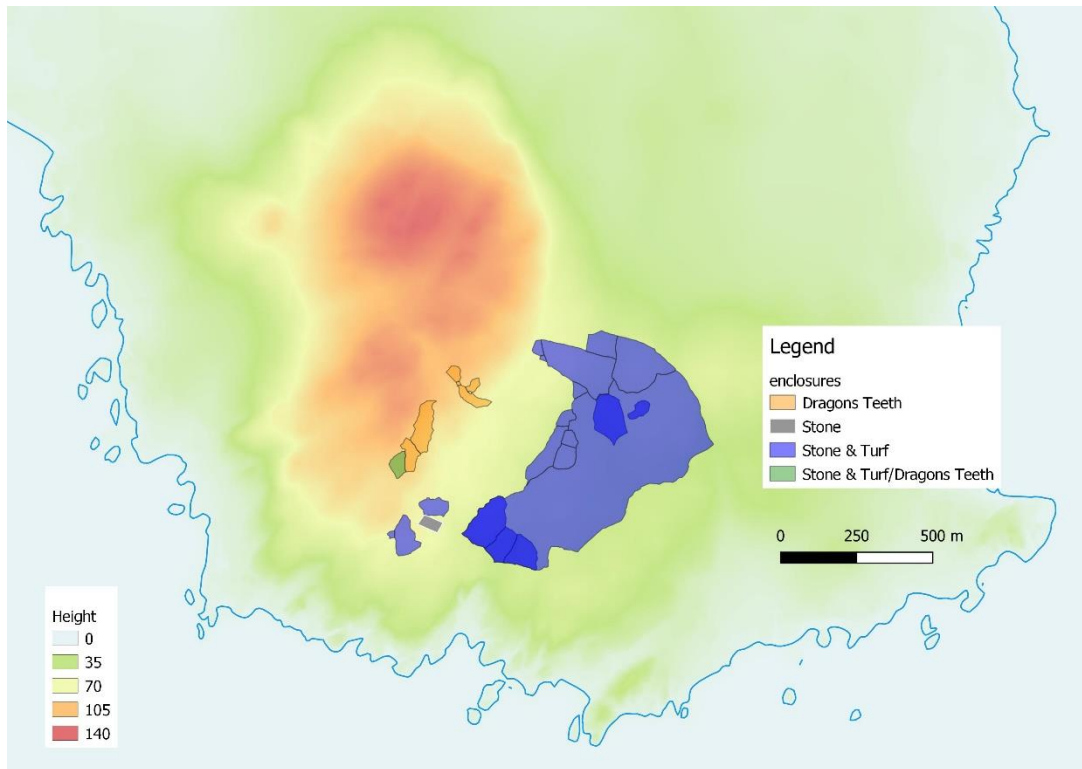 Legend
enclosures
Dragons Teeth
Stone
Stone & Turf
Stone & Turf/Dragons Teeth
0 250 500 m
Height
0
35
70
105
140